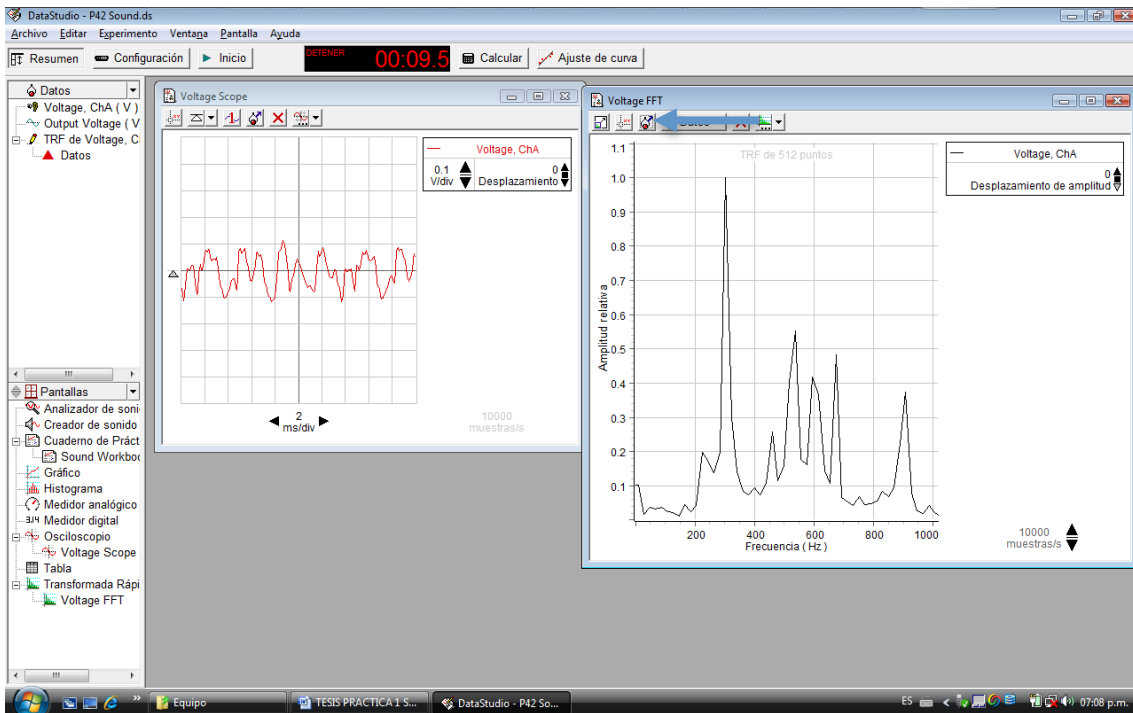 DataStudio - P42 Sound.ds
Archivo Editar Experimento Ventana Pantalla Ayuda
Resumen Configuración Inicio DETENER 00:09.5 Calcular Ajuste de curva
Datos
Voltage, ChA ( V )
Output Voltage ( V
TRF de Voltage, C
Datos
Pantallas
Analizador de soni
Creador de sonido
Cuaderno de Práct
Sound Workboo
Gráfico
Histograma
Medidor analógico
3.14 Medidor digital
Osciloscopio
Voltage Scope
Tabla
Transformada Rápi
Voltage FFT
Voltage Scope
Voltage, ChA
0.1
V/div
0
Desplazamiento
2
ms/div
10000
muestras/s
Voltage FFT
TRF de 512 puntos
Voltage, ChA
0
Desplazamiento de amplitud
1.1
1.0
0.9
0.8
0.7
0.6
0.5
0.4
0.3
0.2
0.1
Amplitud relativa
200 400 600 800 1000
Frecuencia ( Hz )
10000
muestras/s
Equipo
TESIS PRACTICA 1 S...
DataStudio - P42 So...
ES
07:08 p.m.